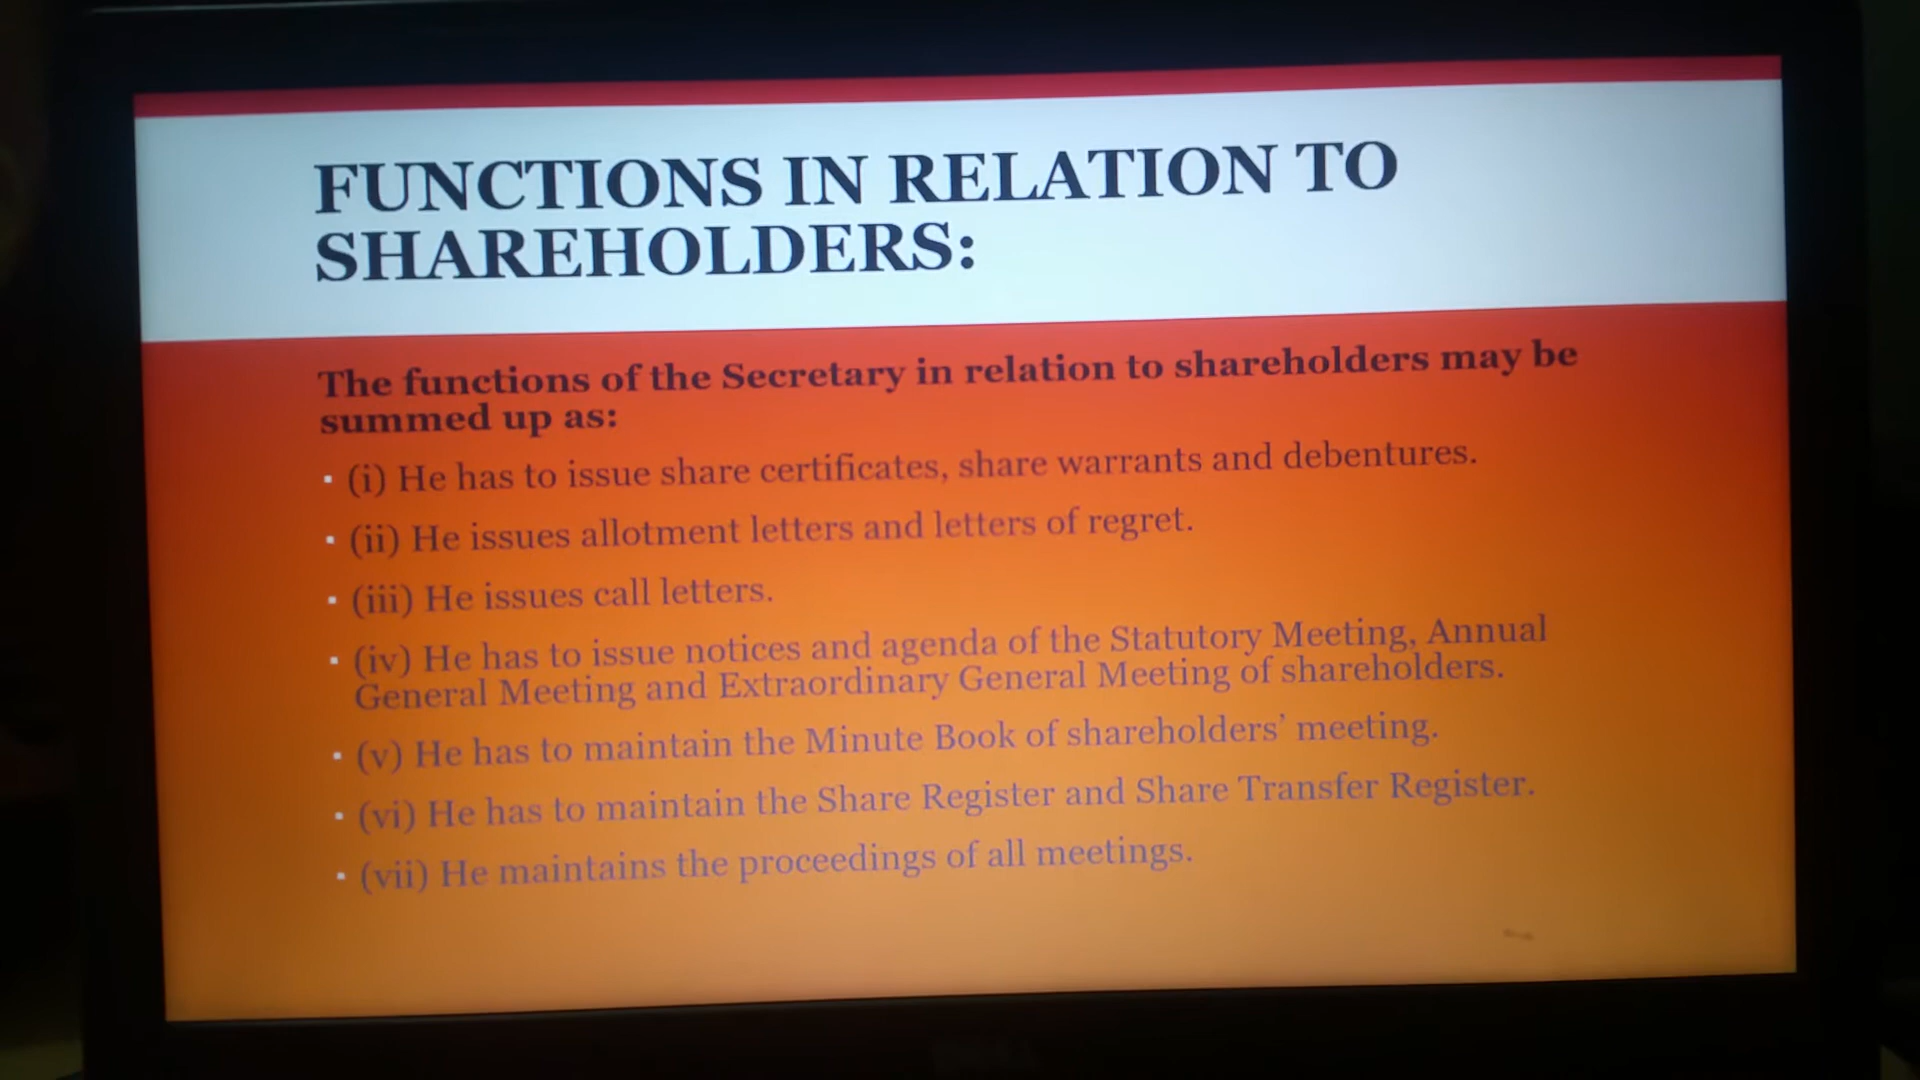 FUNCTIONS IN RELATION TO
SHAREHOLDERS:
The functions of the Secretary in relation to shareholders may be
summed up as:
▪ (i) He has to issue share certificates, share warrants and debentures.
▪ (ii) He issues allotment letters and letters of regret.
▪ (iii) He issues call letters.
▪ (iv) He has to issue notices and agenda of the Statutory Meeting, Annual
General Meeting and Extraordinary General Meeting of shareholders.
▪ (v) He has to maintain the Minute Book of shareholders’ meeting.
▪ (vi) He has to maintain the Share Register and Share Transfer Register.
▪ (vii) He maintains the proceedings of all meetings.